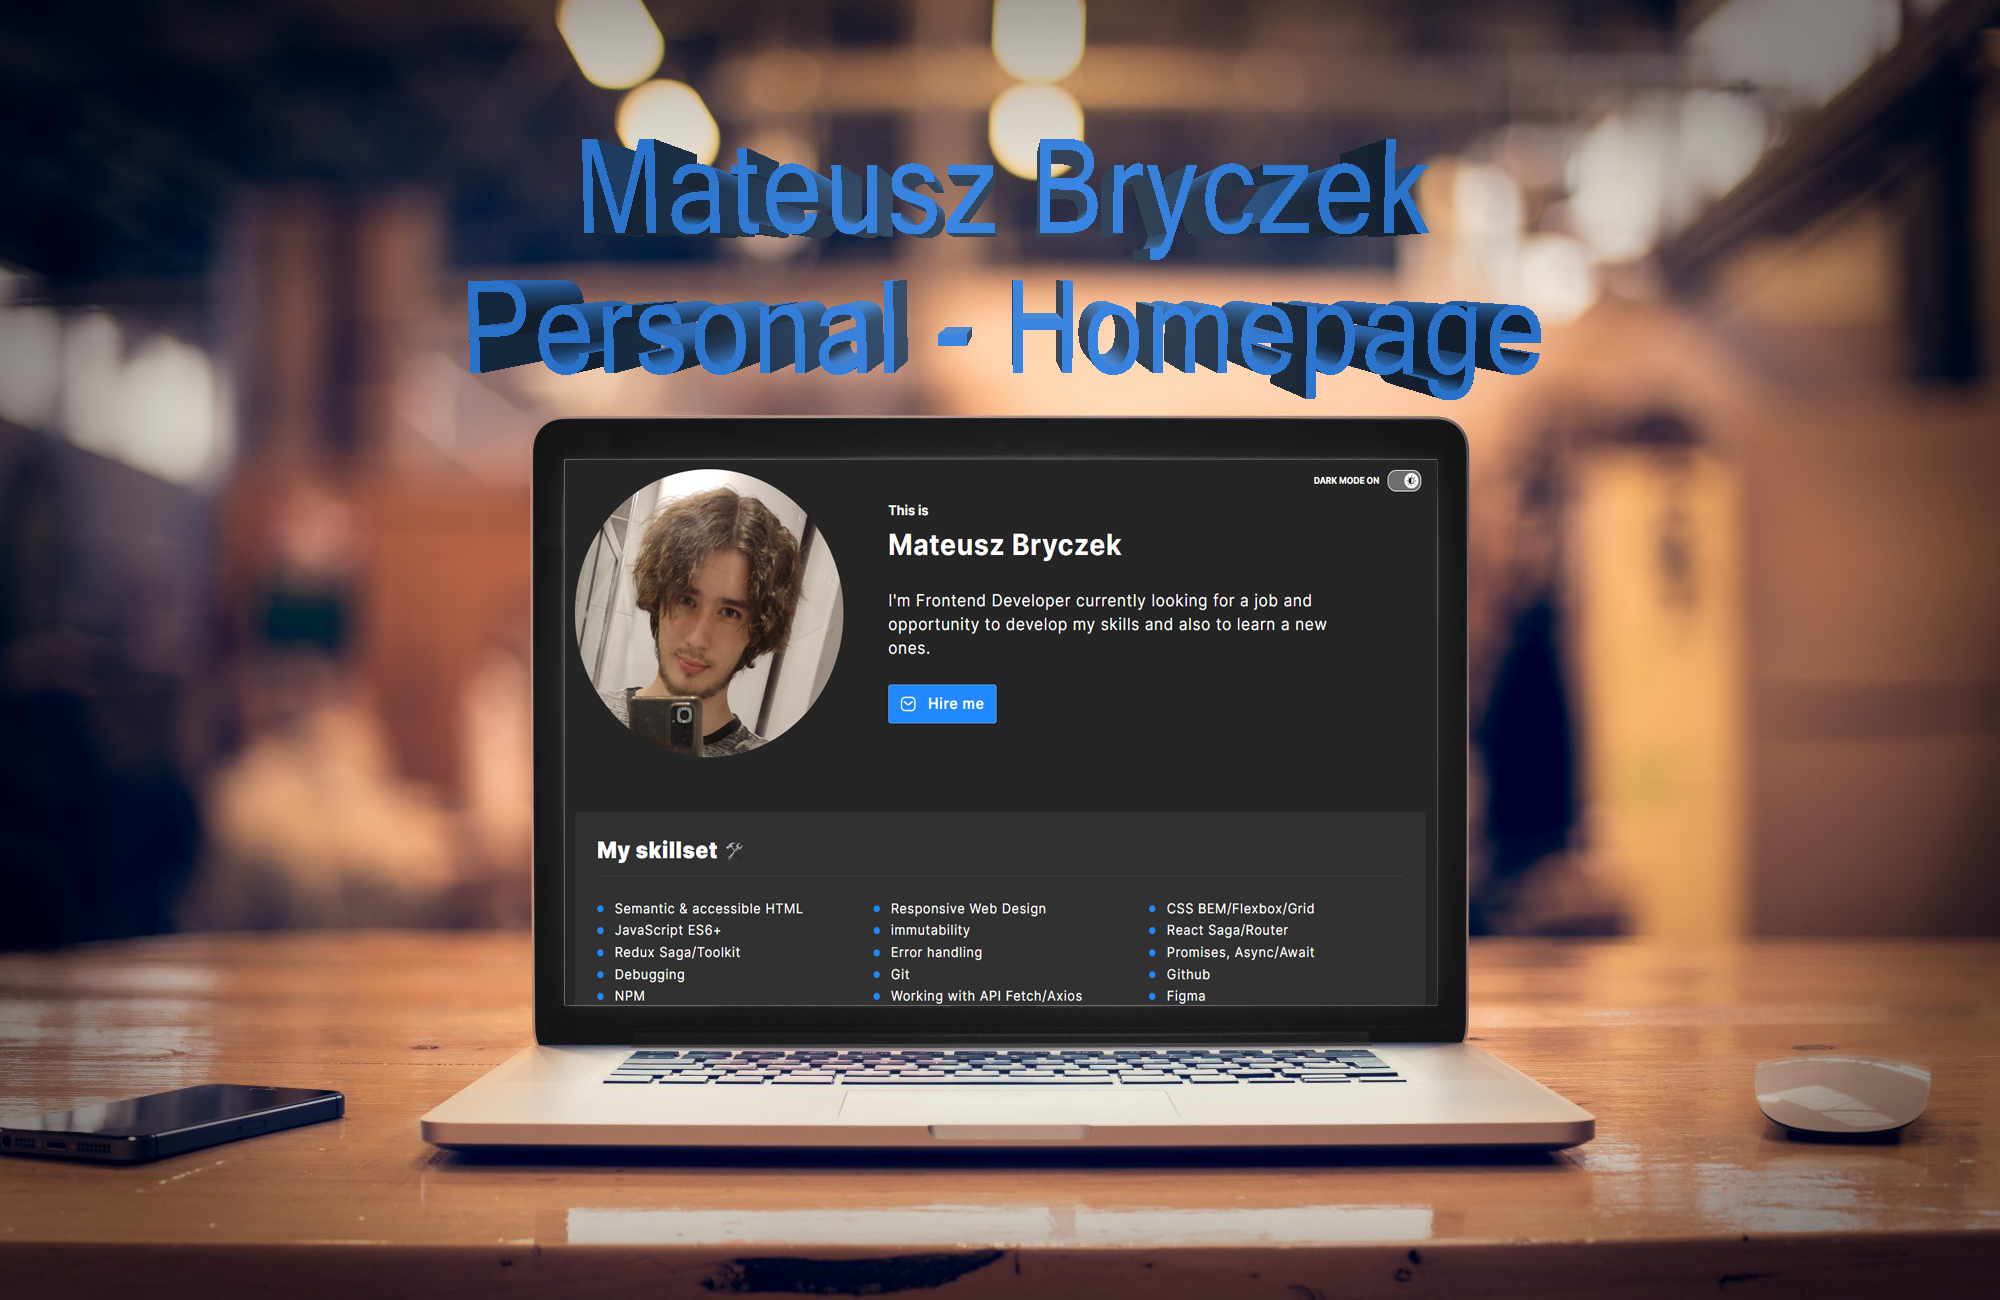 Mateusz Bryczek
Personal - Homepage
DARK MODE ON
This is
Mateusz Bryczek
I'm Frontend Developer currently looking for a job and
opportunity to develop my skills and also to learn a new
ones.
Hire me
My skillset 🛠
Semantic & accessible HTML
JavaScript ES6+
Redux Saga/Toolkit
Debugging
NPM
Responsive Web Design
immutability
Error handling
Git
Working with API Fetch/Axios
CSS BEM/Flexbox/Grid
React Saga/Router
Promises, Async/Await
Github
Figma